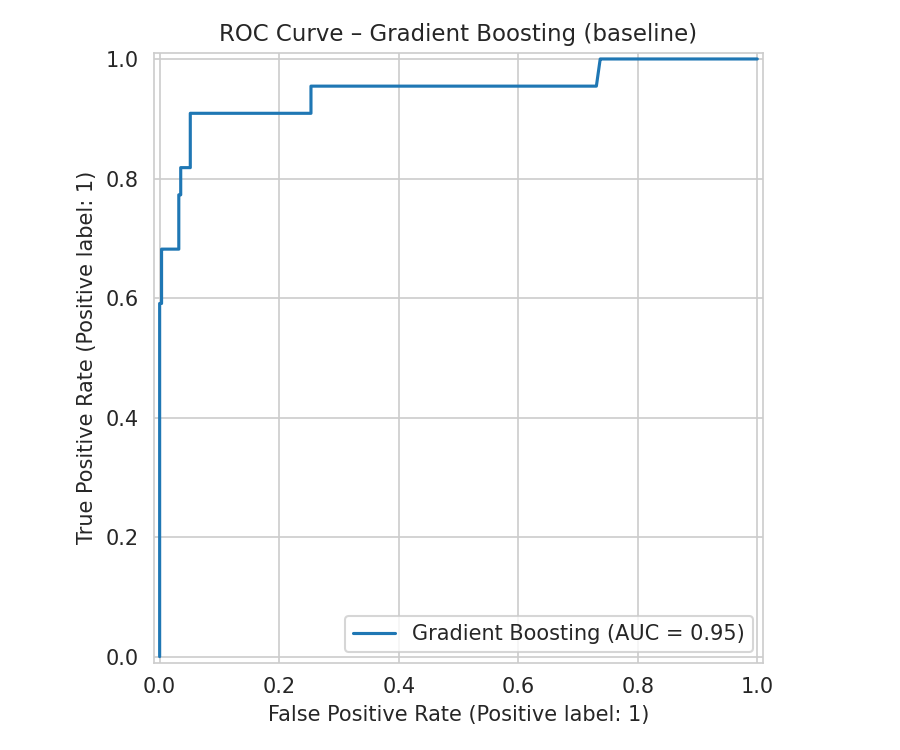 ROC Curve – Gradient Boosting (baseline)
True Positive Rate (Positive label: 1)
1.0
0.8
0.6
0.4
0.2
0.0
Gradient Boosting (AUC = 0.95)
0.0 0.2 0.4 0.6 0.8 1.0
False Positive Rate (Positive label: 1)